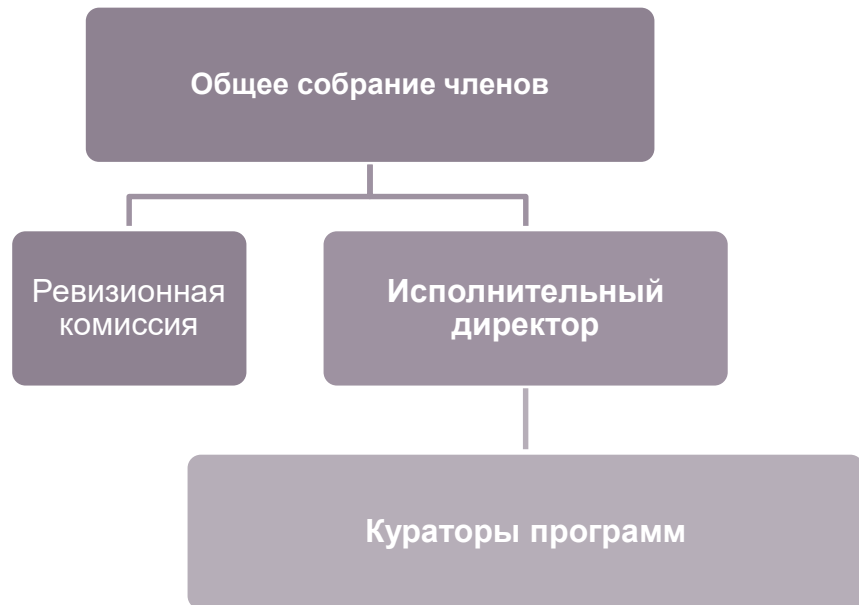 Общее собрание членов
Ревизионная
комиссия
Исполнительный
директор
Кураторы программ